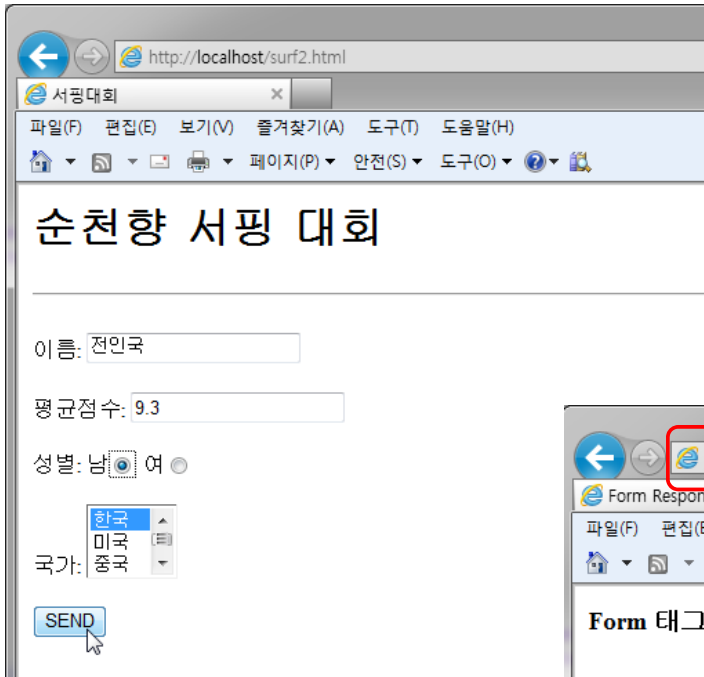 http://localhost/surf2.html
서핑대회
파일(F) 편집(E) 보기(V) 즐겨찾기(A) 도구(T) 도움말(H)
페이지(P) 안전(S) 도구(O)
순천향 서핑 대회
이름: 전인국
평균점수: 9.3
성별: 남 여
한국
미국
국가: 중국
SEND
Form Respon
파일(F) 편집(E
Form 태그